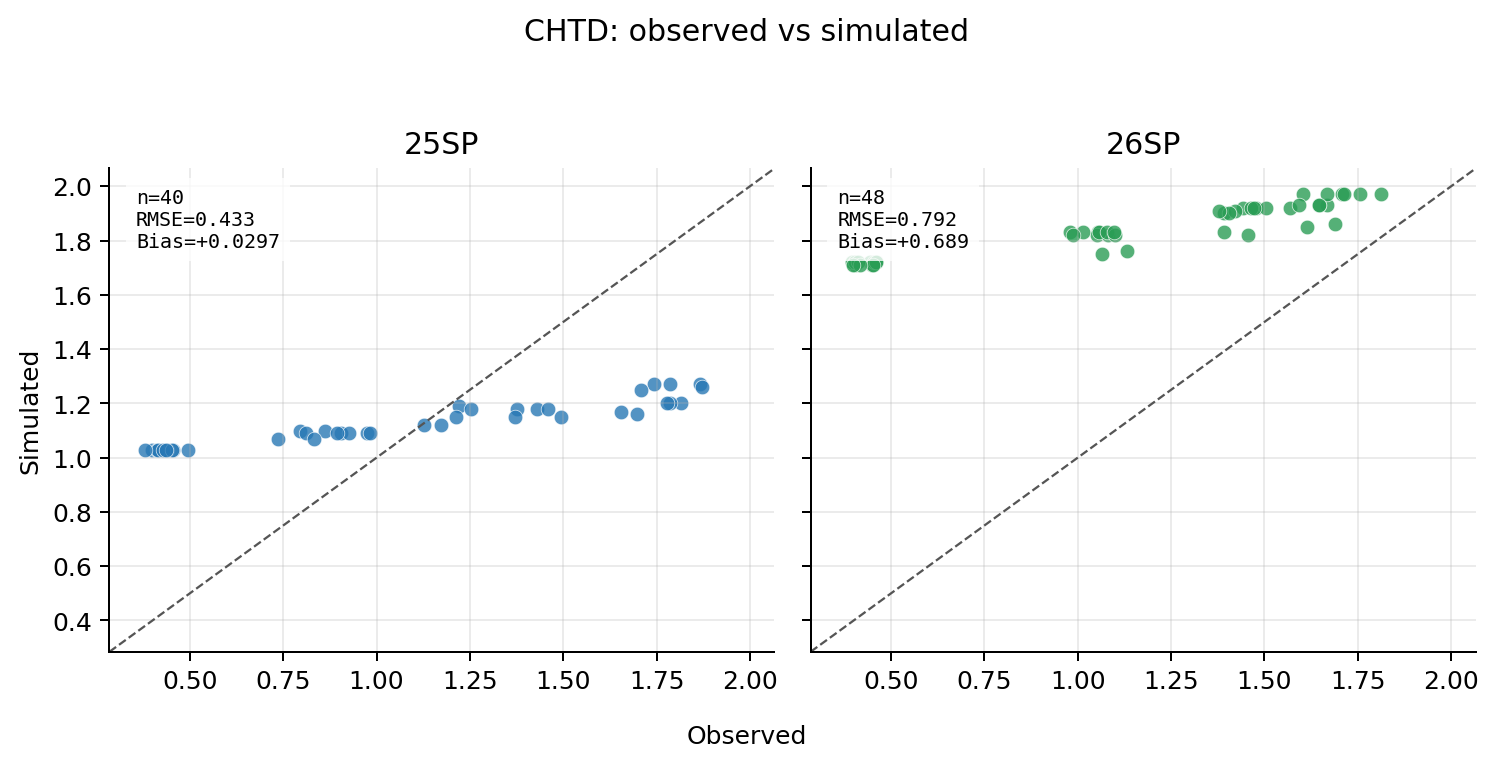 CHTD: observed vs simulated
25SP
26SP
n=40
RMSE=0.433
Bias=+0.0297
n=48
RMSE=0.792
Bias=+0.689
Simulated
2.0
1.8
1.6
1.4
1.2
1.0
0.8
0.6
0.4
0.50 0.75 1.00 1.25 1.50 1.75 2.00
0.50 0.75 1.00 1.25 1.50 1.75 2.00
Observed